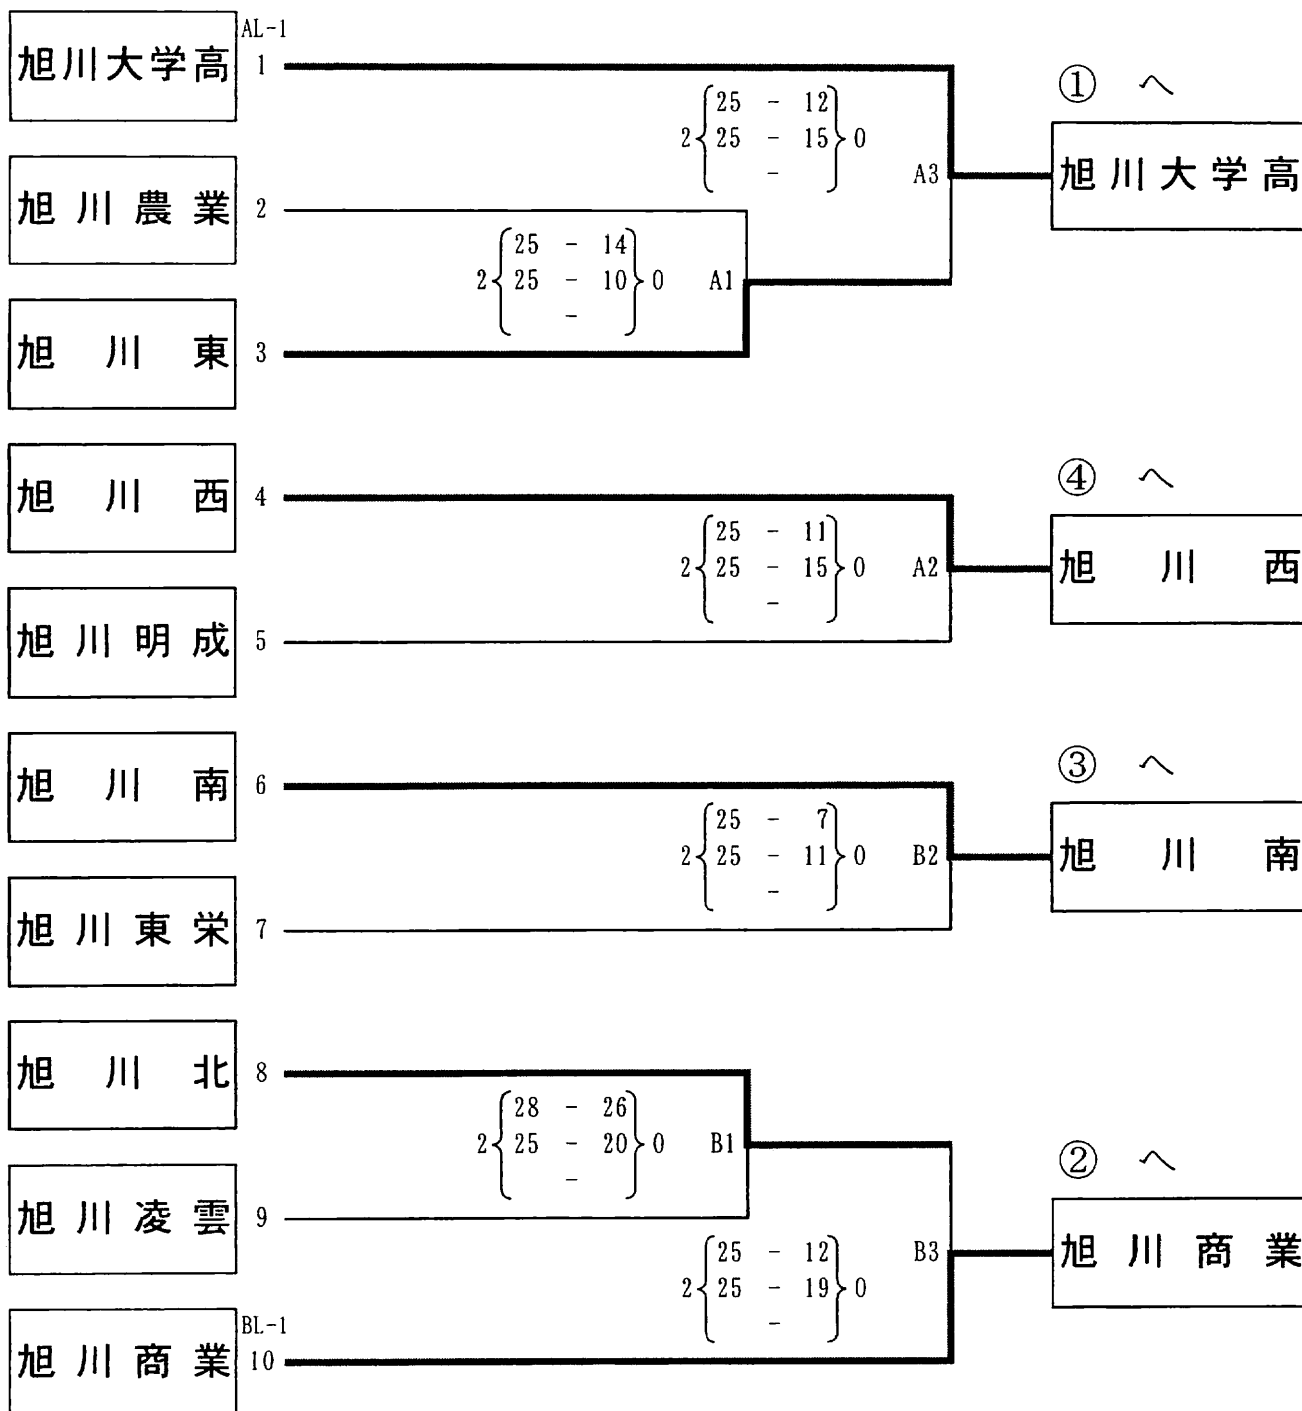 AL-1
旭川大学高 1
① へ
25 - 12
2 25 - 15 0
-
A3
旭川大学高
旭川農業 2
25 - 14
2 25 - 10 0 A1
-
旭川東 3
旭川西 4
④ へ
25 - 11
2 25 - 15 0 A2
-
旭川西
旭川明成 5
旭川南 6
③ へ
25 - 7
2 25 - 11 0 B2
-
旭川南
旭川東栄 7
旭川北 8
28 - 26
2 25 - 20 0 B1
-
② へ
旭川凌雲 9
25 - 12
2 25 - 19 0
-
B3
旭川商業
BL-1
旭川商業 10